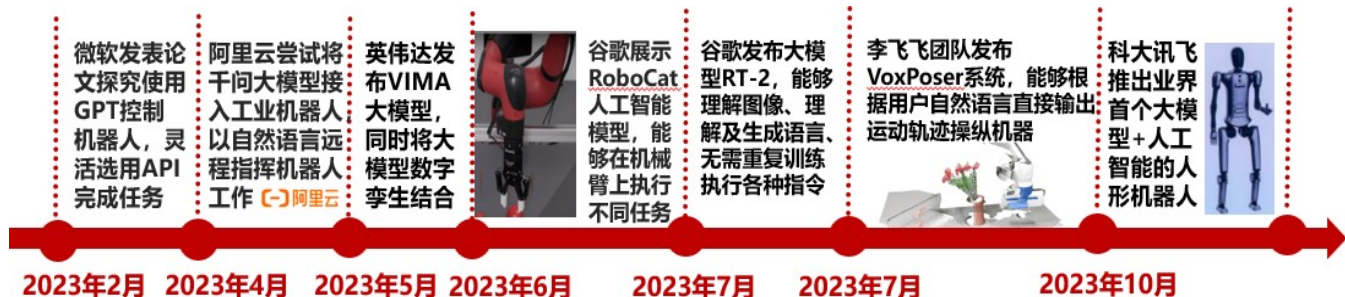 微软发表论
文探究使用
GPT控制
机器人，灵
活选用API
完成任务
阿里云尝试将
千问大模型接
入工业机器人，
以自然语言远
程指挥机器人
工作
阿里云
英伟达发
布VIMA
大模型，
同时将大
模型数字
孪生结合
谷歌展示
RoboCat
人工智能
模型，能
够在机械
臂上执行
不同任务
谷歌发布大模
型RT-2，能够
理解图像、理
解及生成语言、
无需重复训练
执行各种指令
李飞飞团队发布
VoxPoser系统，能够根
据用户自然语言直接输出
运动轨迹操纵机器
科大讯飞
推出业界
首个大模
型+人工
智能的人
形机器人
2023年2月
2023年4月
2023年5月
2023年6月
2023年7月
2023年7月
2023年10月